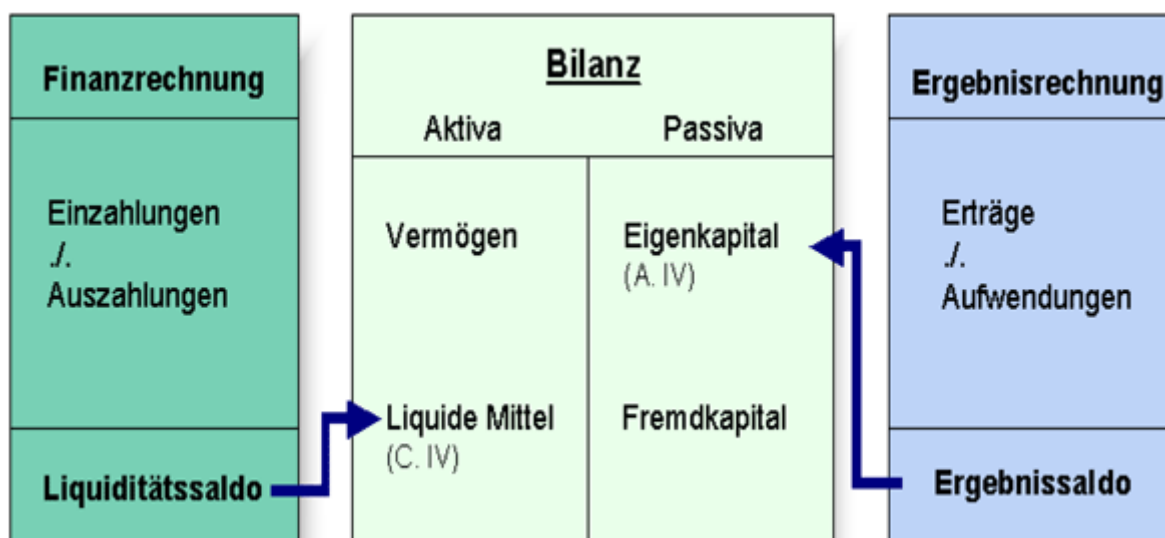 Finanzrechnung
Einzahlungen
./.
Auszahlungen
Liquiditätssaldo
Bilanz
Aktiva Passiva
Vermögen Eigenkapital
(A. IV)
Liquide Mittel Fremdkapital
(C. IV)
Ergebnisrechnung
Erträge
./.
Aufwendungen
Ergebnissaldo